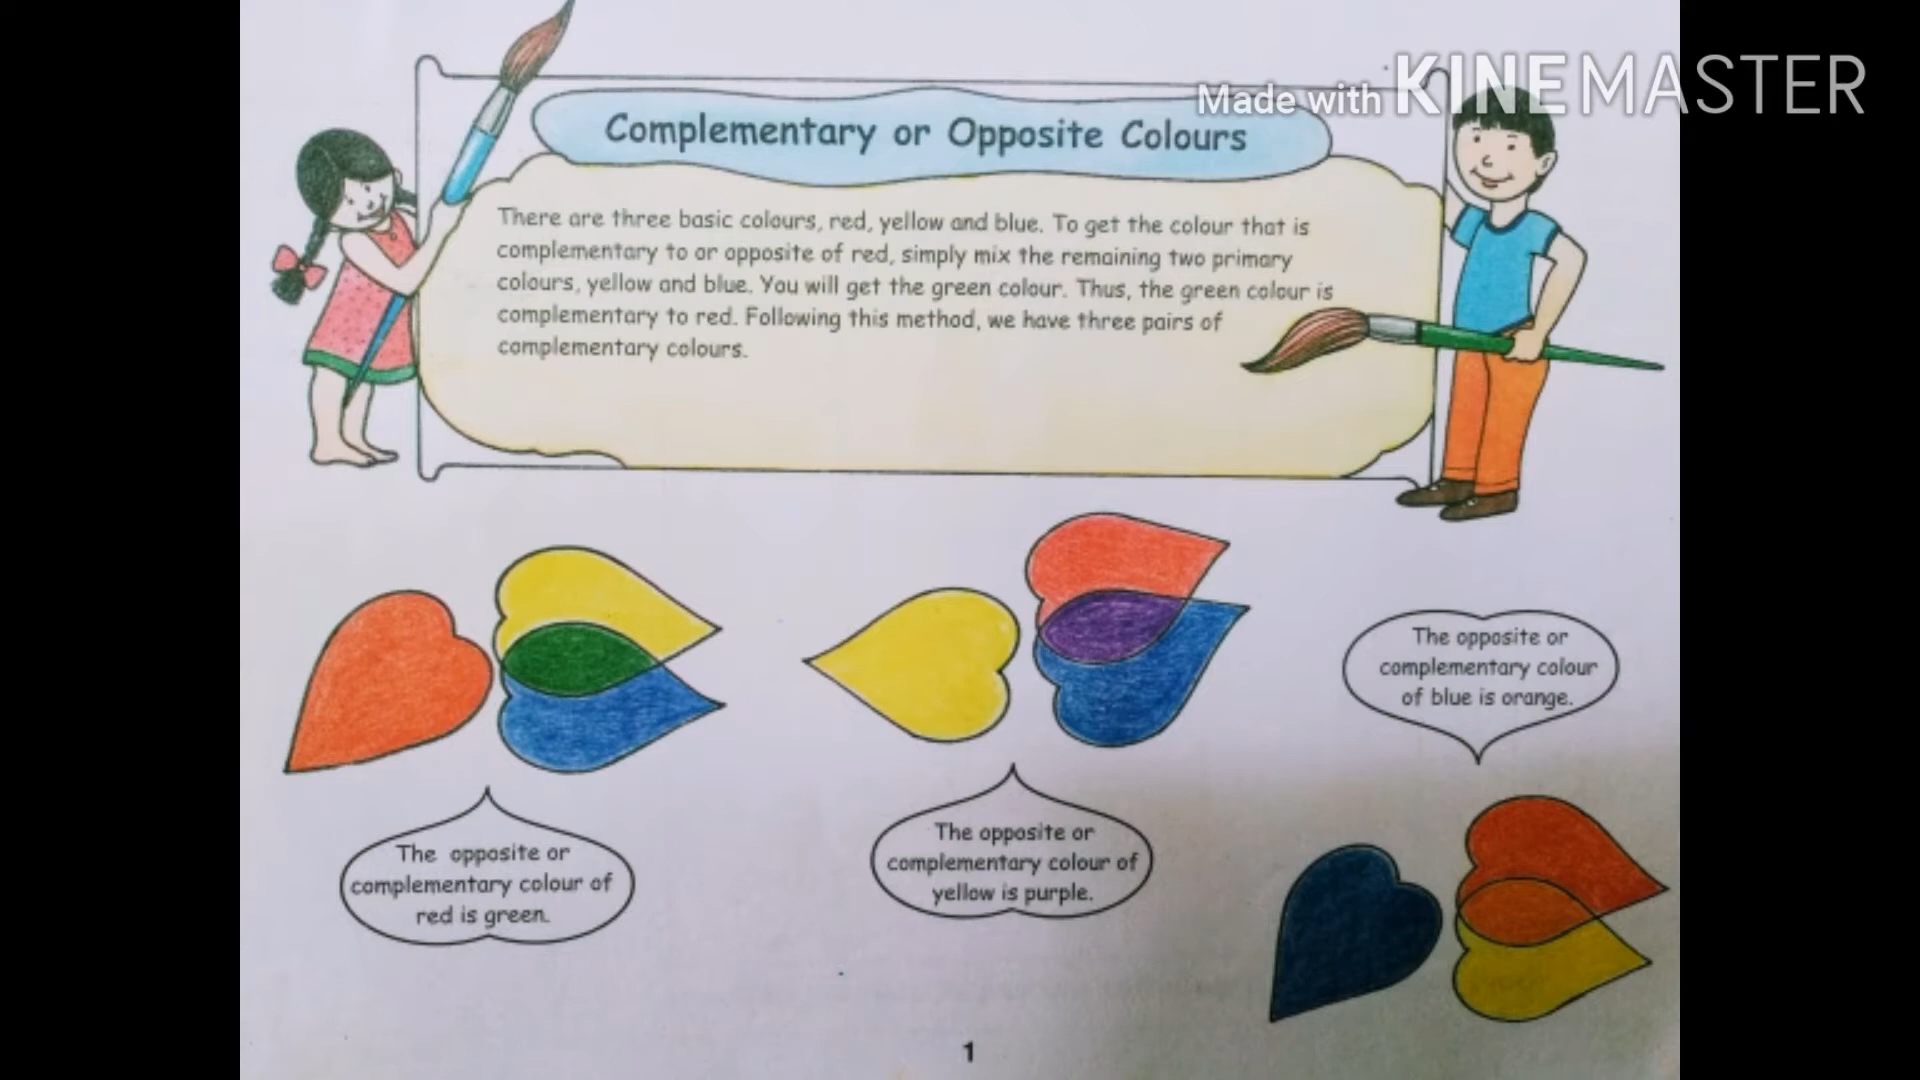 Made with KINEMASTER
Complementary or Opposite Colours
There are three basic colours, red, yellow and blue. To get the colour that is
complementary to or opposite of red, simply mix the remaining two primary
colours, yellow and blue. You will get the green colour. Thus, the green colour is
complementary to red. Following this method, we have three pairs of
complementary colours.
The opposite or
complementary colour of
red is green.
The opposite or
complementary colour of
yellow is purple.
The opposite or
complementary colour
of blue is orange.
1